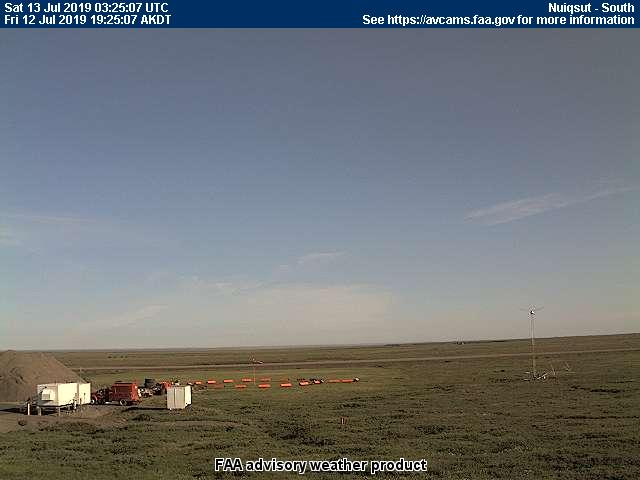 Sat 13 Jul 2019 03:25:07 UTC
Nuiqsut - South
Fri 12 Jul 2019 19:25:07 AKDT
See https://avcams.faa.gov for more information
FAA advisory weather product